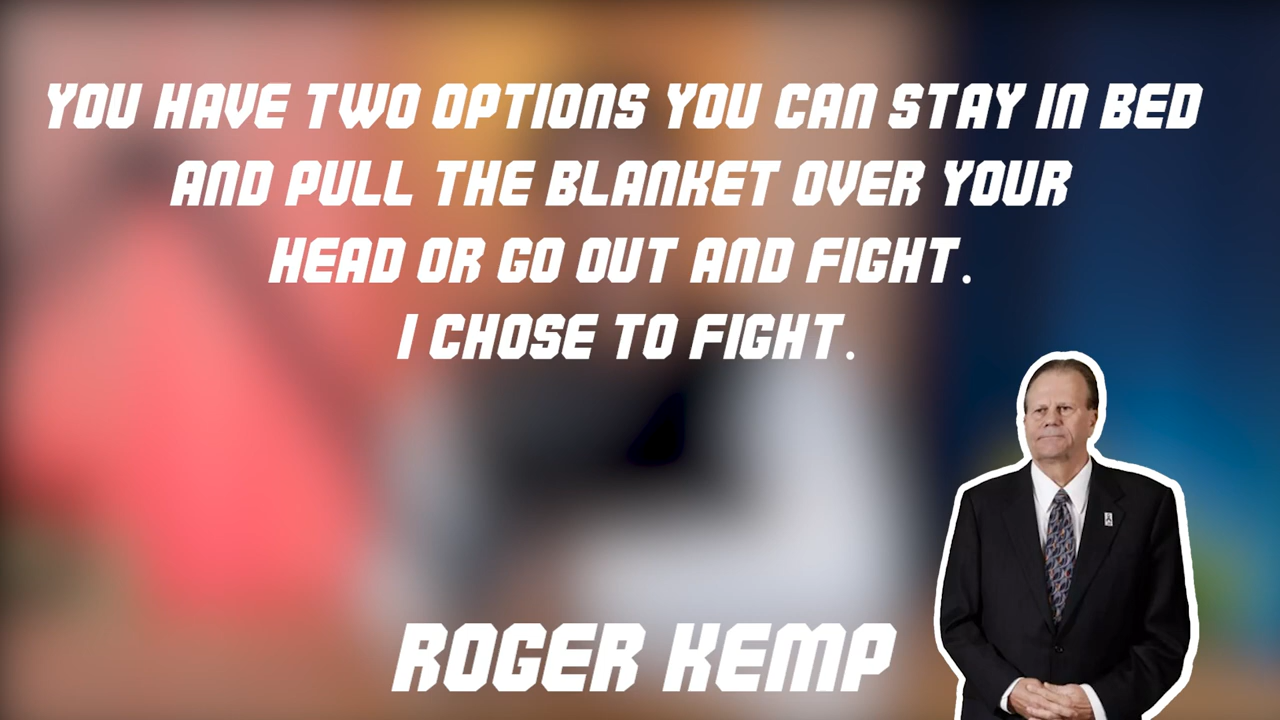 YOU HAVE TWO OPTIONS YOU CAN STAY IN BED
AND PULL THE BLANKET OVER YOUR
HEAD OR GO OUT AND FIGHT.
I CHOSE TO FIGHT.
ROGER KEMP